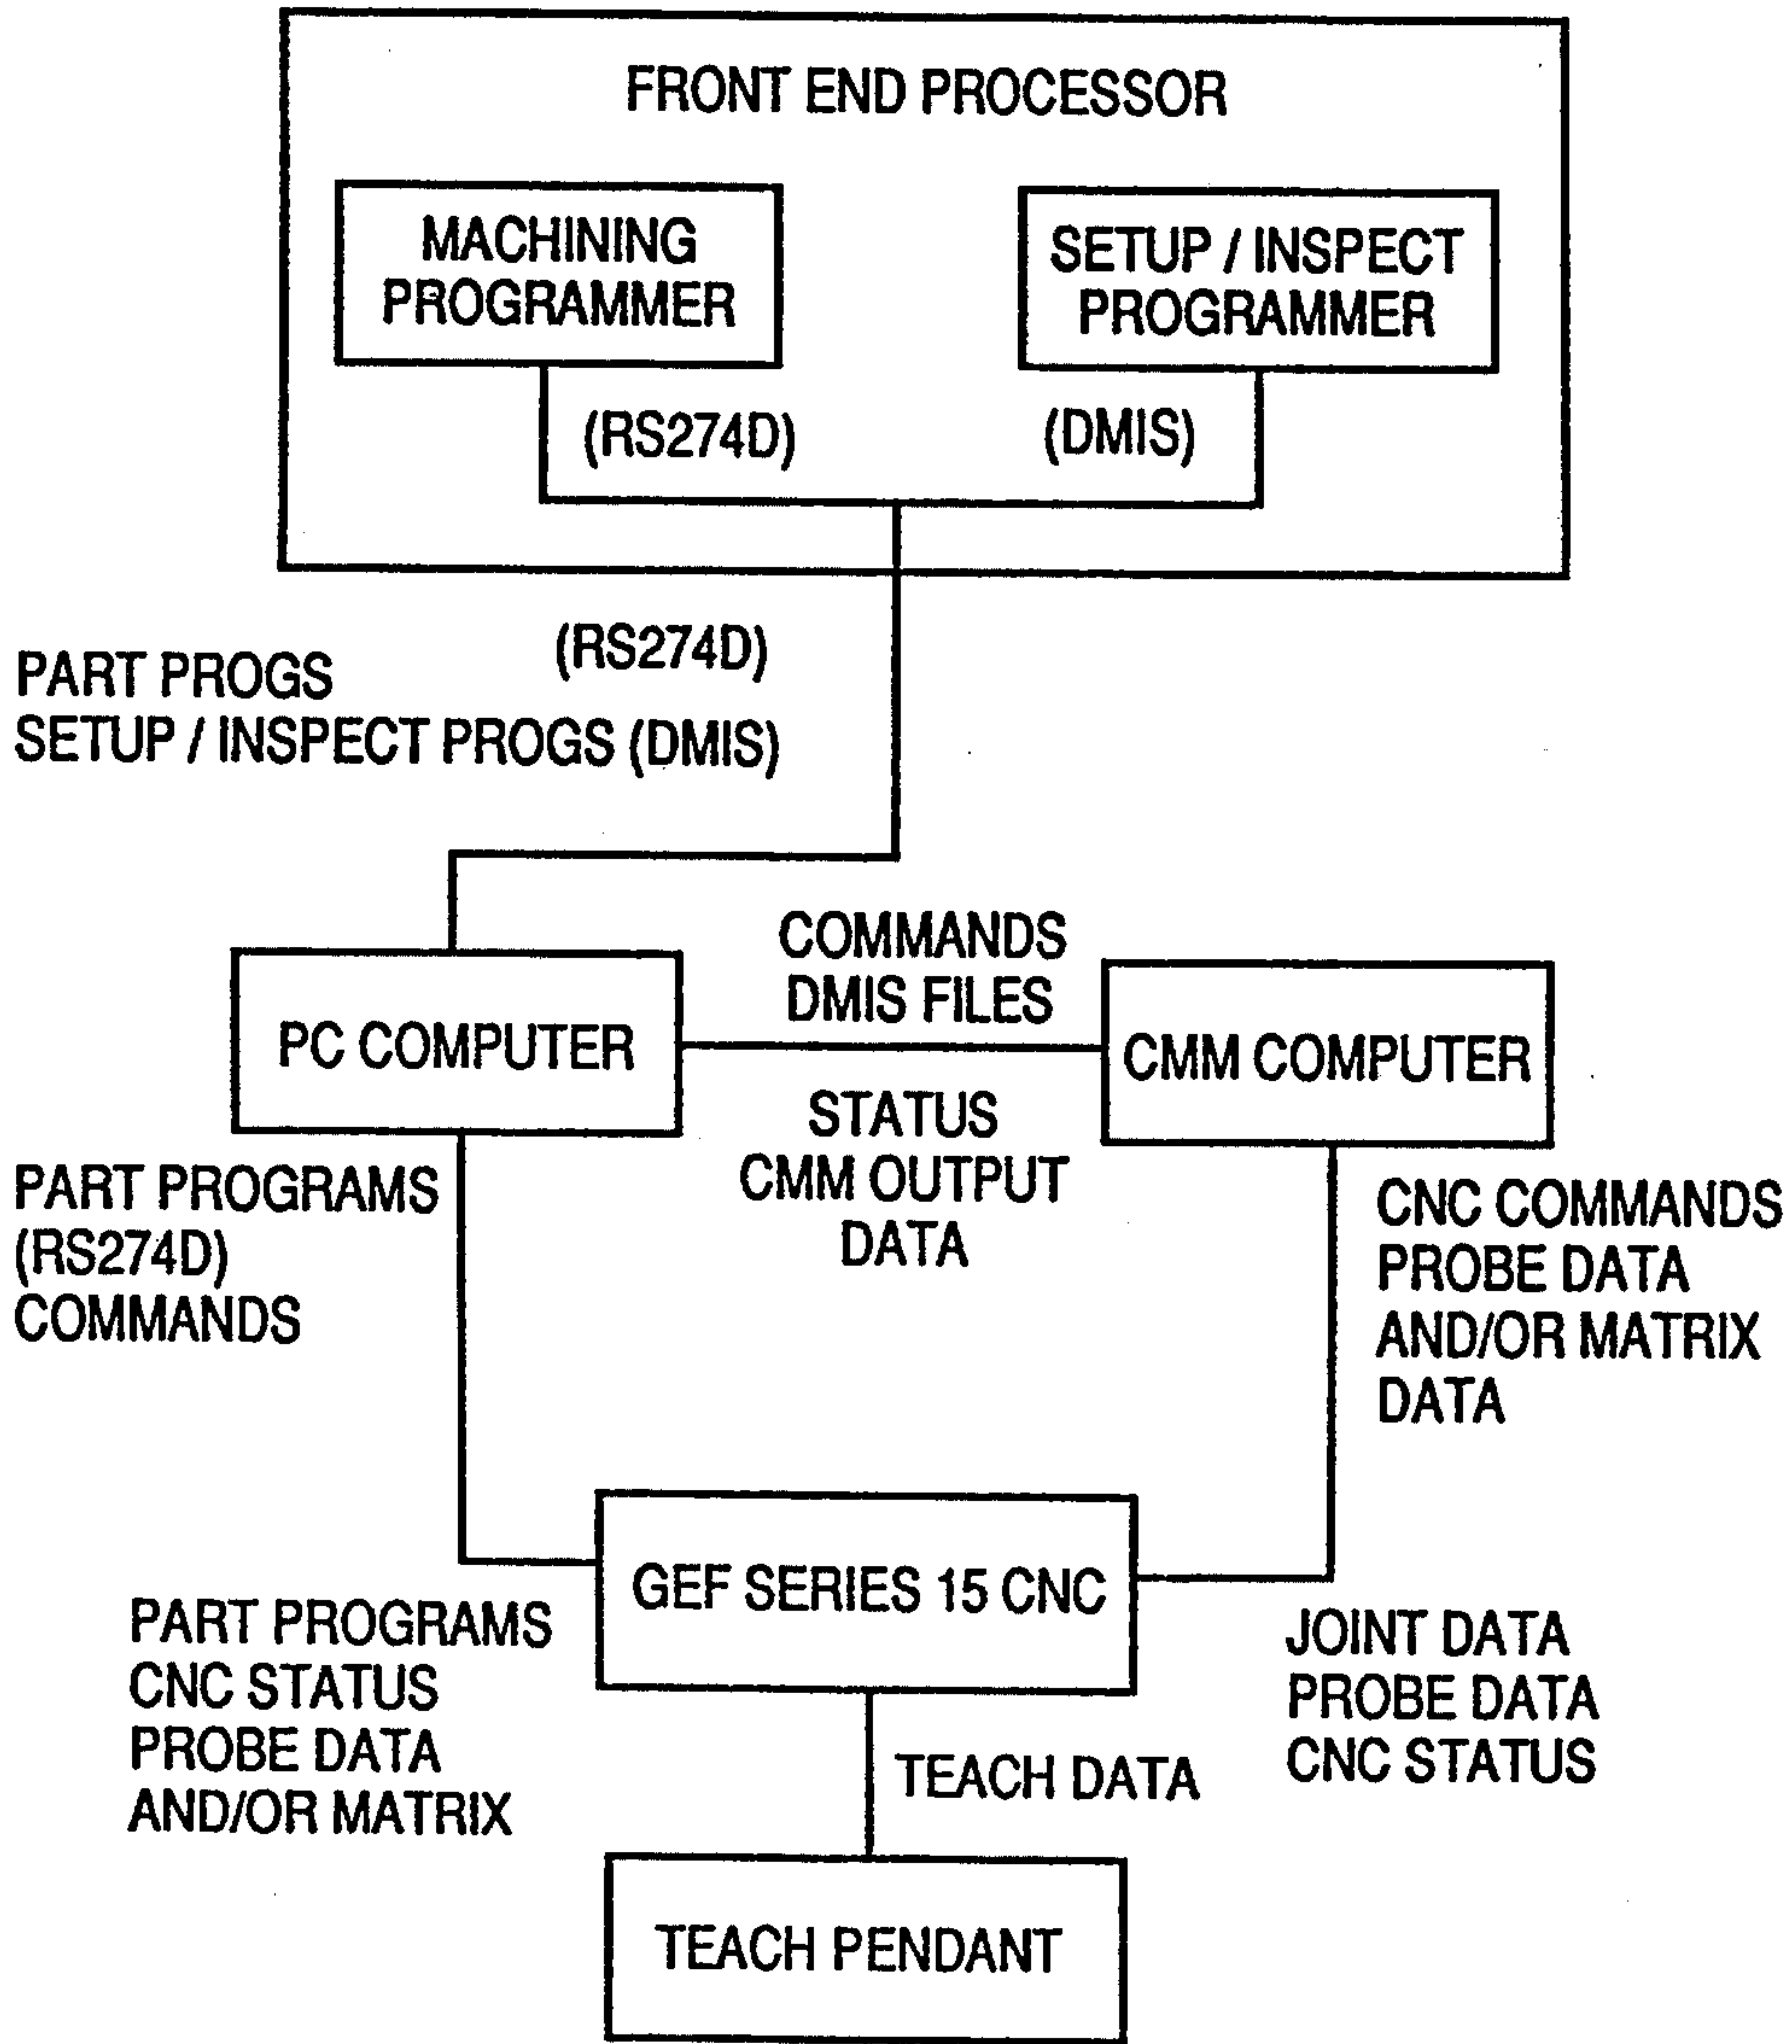 FRONT END PROCESSOR
MACHINING
PROGRAMMER
SETUP / INSPECT
PROGRAMMER
(RS274D)
(DMIS)
(RS274D)
PART PROGS
SETUP / INSPECT PROGS (DMIS)
COMMANDS
DMIS FILES
PC COMPUTER
CMM COMPUTER
STATUS
CMM OUTPUT
DATA
PART PROGRAMS
(RS274D)
COMMANDS
CNC COMMANDS
PROBE DATA
AND/OR MATRIX
DATA
GEF SERIES 15 CNC
PART PROGRAMS
CNC STATUS
PROBE DATA
AND/OR MATRIX
JOINT DATA
PROBE DATA
CNC STATUS
TEACH DATA
TEACH PENDANT